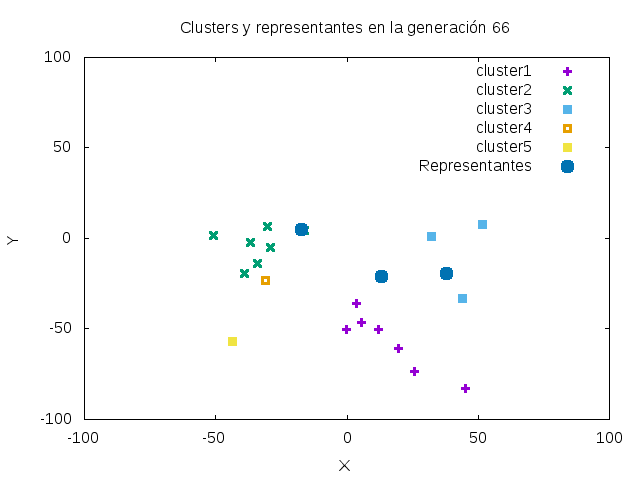 Clusters y representantes en la generación 66
100
50
0
-50
-100
-100
-50
0
50
100
X
Y
cluster1
cluster2
cluster3
cluster4
cluster5
Representantes